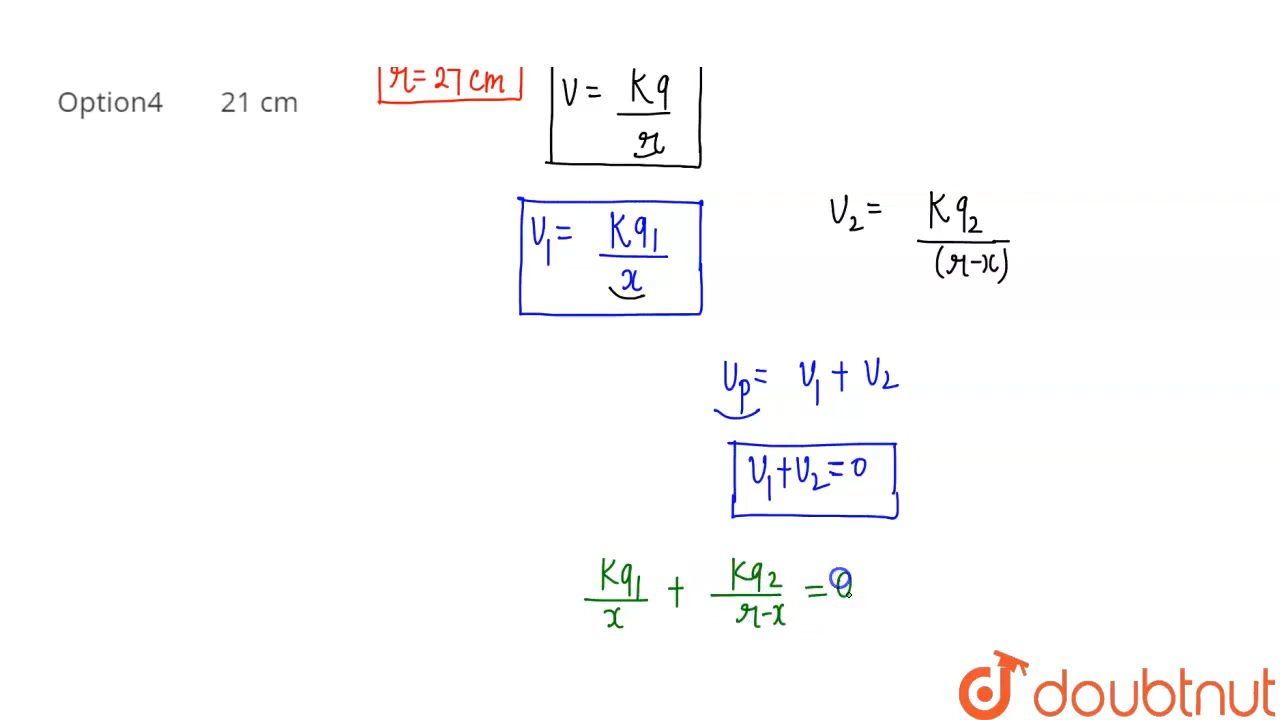 r = 27 cm
V = Kq / r
Option4 21 cm
V₁ = Kq₁ / x
V₂ = Kq₂ / (r-x)
Vp = V₁ + V₂
V₁ + V₂ = 0
Kq₁ / x + Kq₂ / r-x = 0
doubtnut